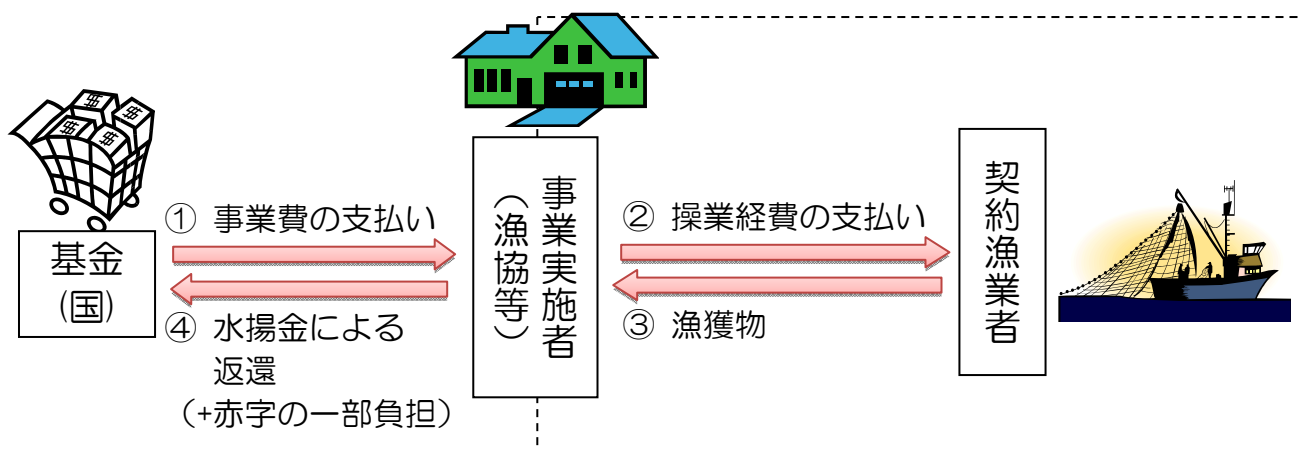 基金
(国)
① 事業費の支払い
④ 水揚金による
返還
(+赤字の一部負担)
事業実施者
(漁協等)
② 操業経費の支払い
③ 漁獲物
契約漁業者
$
$
$
$